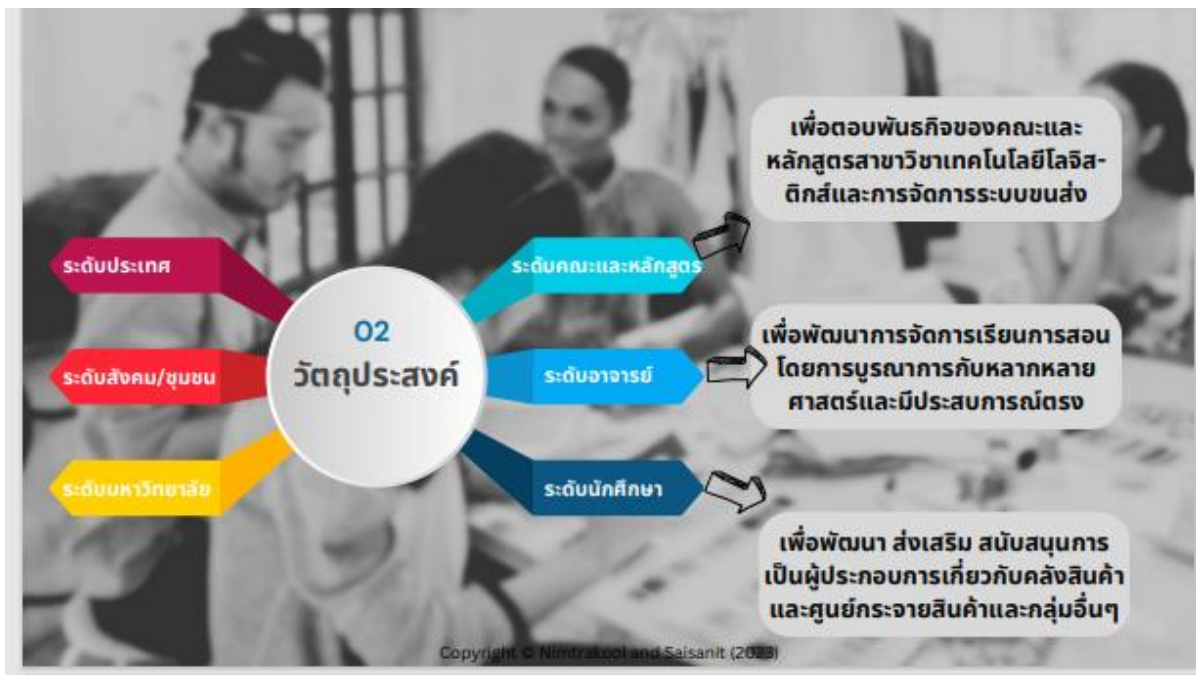 02
วัตถุประสงค์
ระดับประเทศ
ระดับสังคม/ชุมชน
ระดับมหาวิทยาลัย
ระดับคณะและหลักสูตร
เพื่อตอบพันธกิจของคณะและ
หลักสูตรสาขาวิชาเทคโนโลยีโลจิส-
ติกส์และการจัดการระบบขนส่ง
ระดับอาจารย์
เพื่อพัฒนาการจัดการเรียนการสอน
โดยการบูรณาการกับหลากหลาย
ศาสตร์และมีประสบการณ์ตรง
ระดับนักศึกษา
เพื่อพัฒนา ส่งเสริม สนับสนุนการ
เป็นผู้ประกอบการเกี่ยวกับคลังสินค้า
และศูนย์กระจายสินค้าและกลุ่มอื่นๆ
Copyright © Nimtrakool and Saisanit (2023)